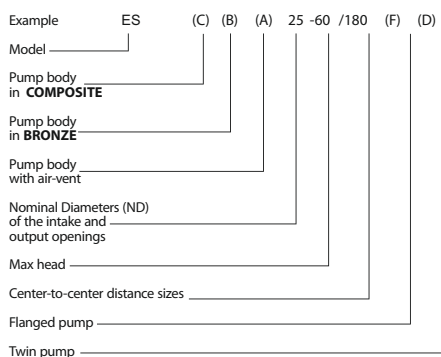 Example ES (C) (B) (A) 25 -60 /180 (F) (D)
Model
Pump body
in COMPOSITE
Pump body
in BRONZE
Pump body
with air-vent
Nominal Diameters (ND)
of the intake and
output openings
Max head
Center-to-center distance sizes
Flanged pump
Twin pump